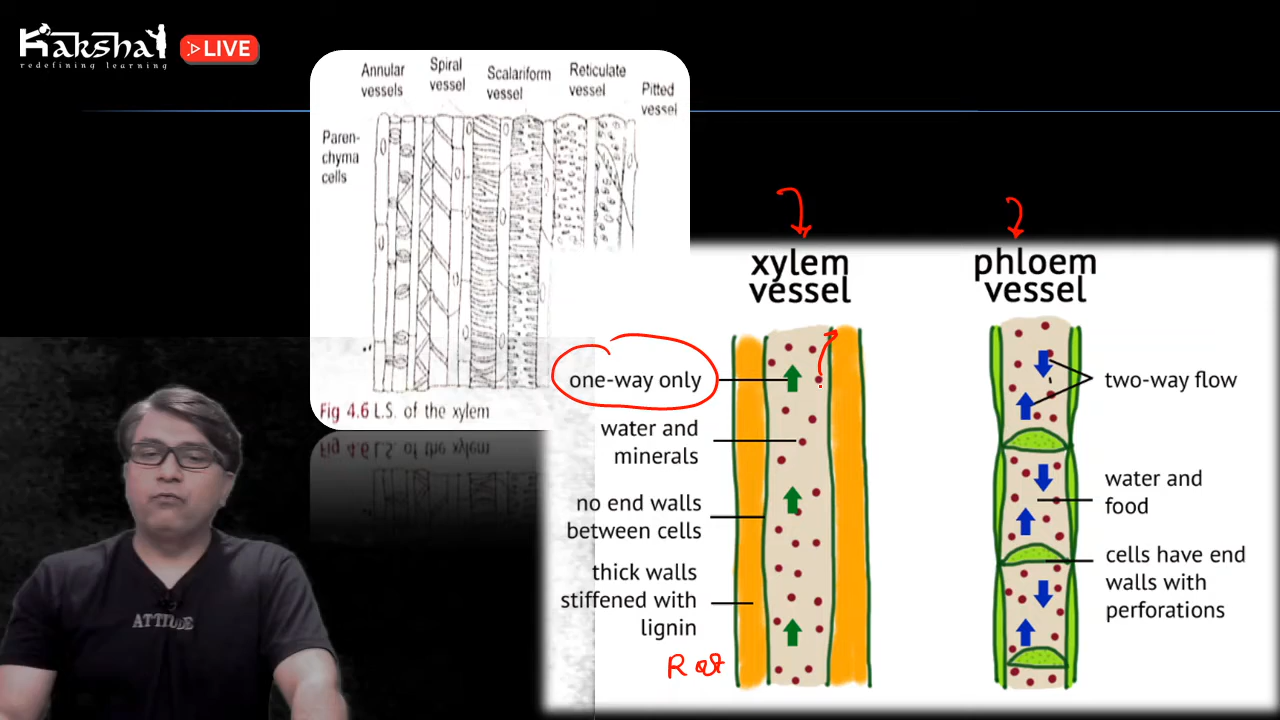 Kaksha
LIVE
redefining learning
Annular
vessels
Spiral
vessel
Scalariform
vessel
Reticulate
vessel
Pitted
vessel
Paren-
chyma
cells
Fig 4.6 L.S. of the xylem
xylem
vessel
phloem
vessel
one-way only
water and
minerals
no end walls
between cells
thick walls
stiffened with
lignin
two-way flow
water and
food
cells have end
walls with
perforations
ATTITUDE